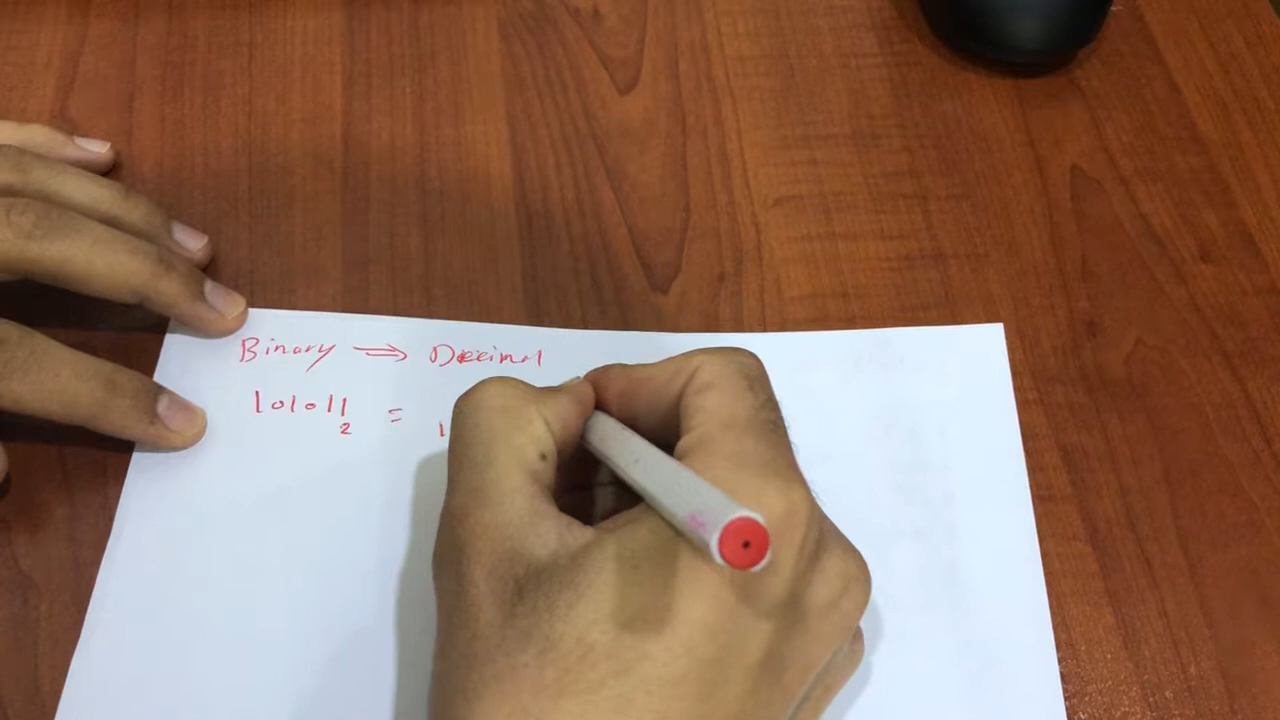 Binary ⇒ Decimal
101011₂ = 1